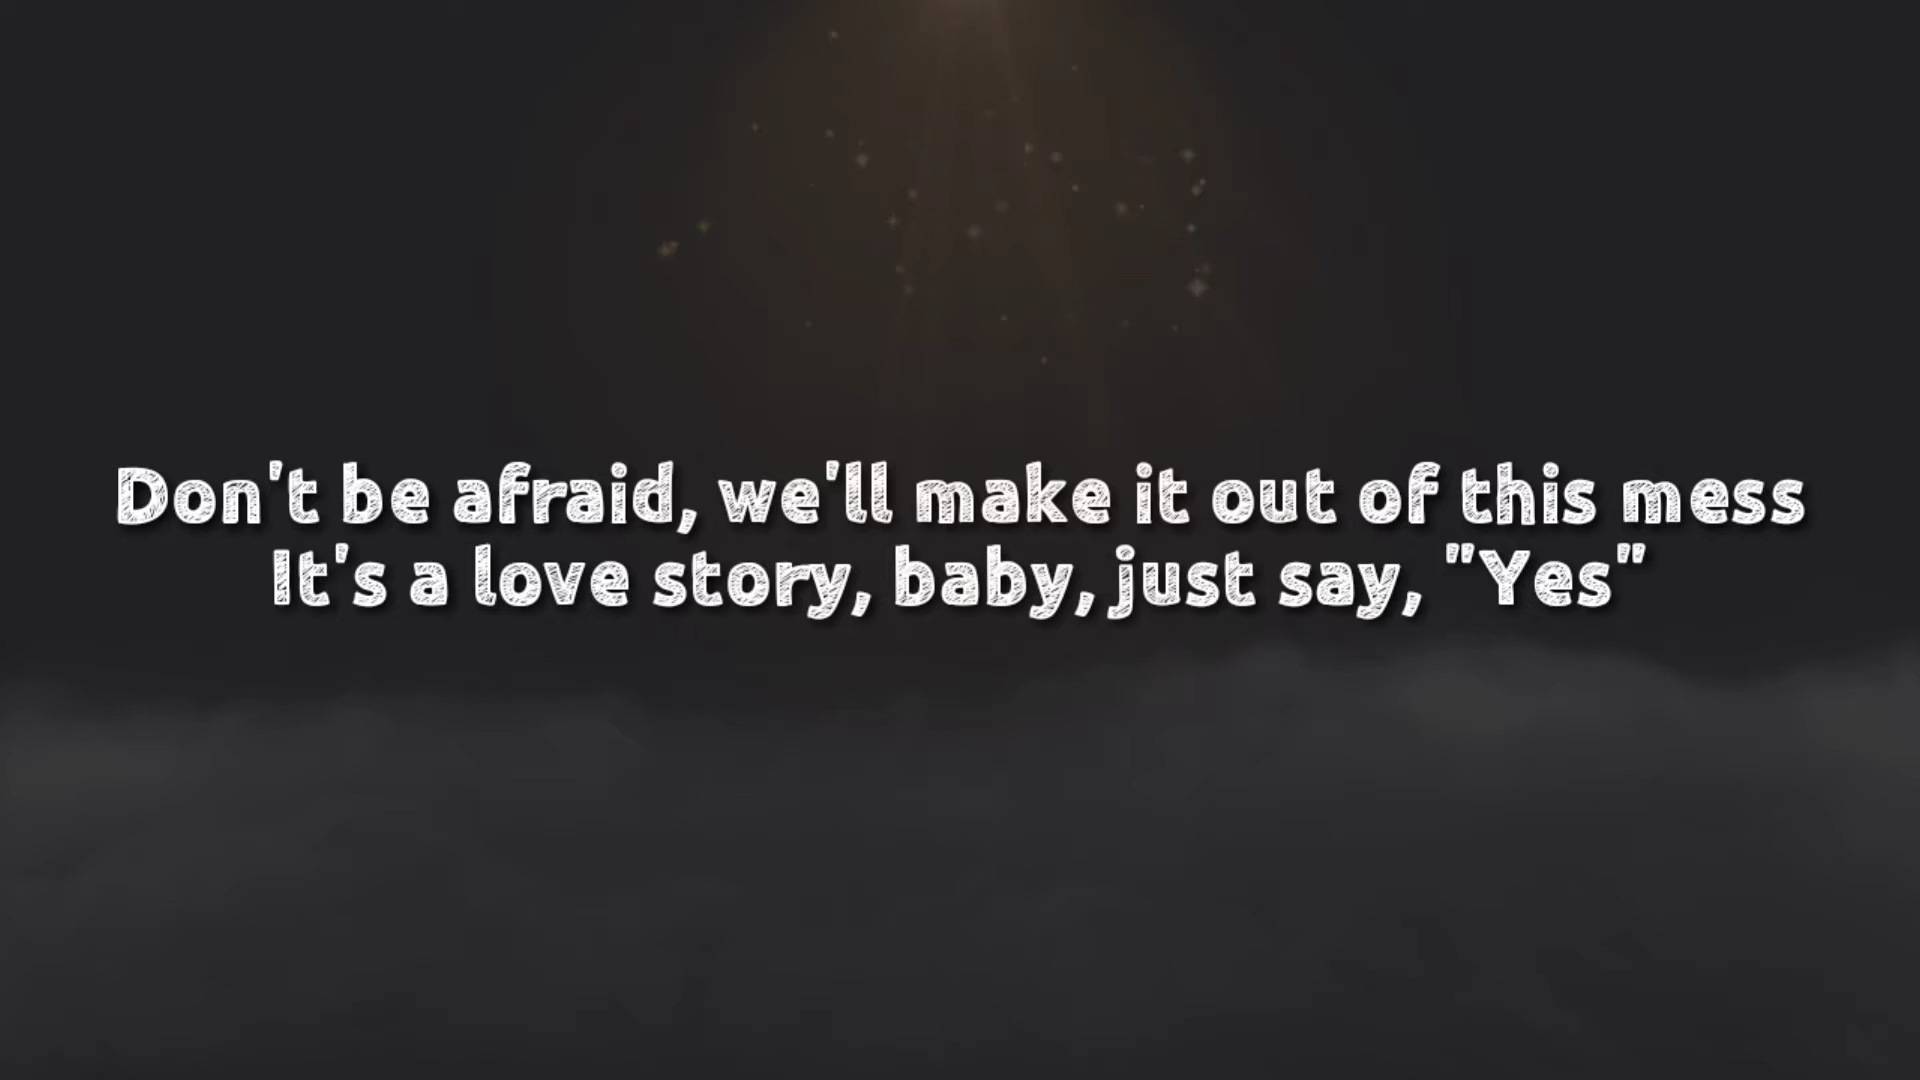 Don't be afraid, we'll make it out of this mess
It's a love story, baby, just say, "Yes"